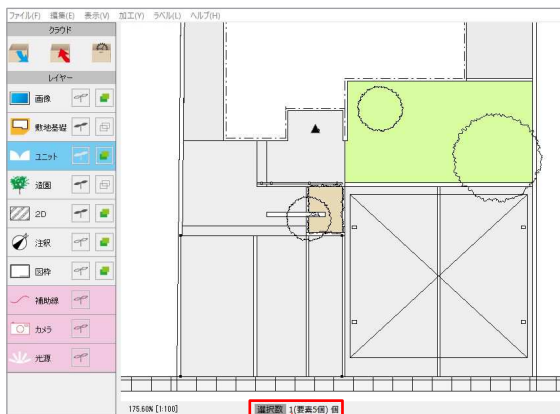 ファイル(F) 編集(E) 表示(V) 加工(Y) ラベル(L) ヘルプ(H)
クラウド
レイヤー
画像
敷地基礎
ユニット
造園
2D
注釈
図枠
補助線
カメラ
光源
175.60% [1:100] 選択数 1(要素5個) 個